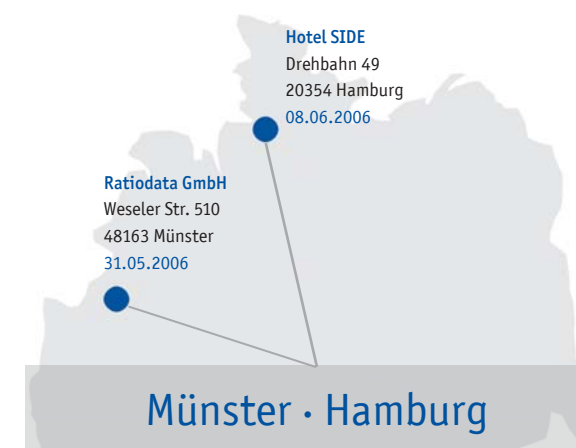 Hotel SIDE
Drehbahn 49
20354 Hamburg
08.06.2006
Ratiodata GmbH
Weseler Str. 510
48163 Münster
31.05.2006
Münster · Hamburg